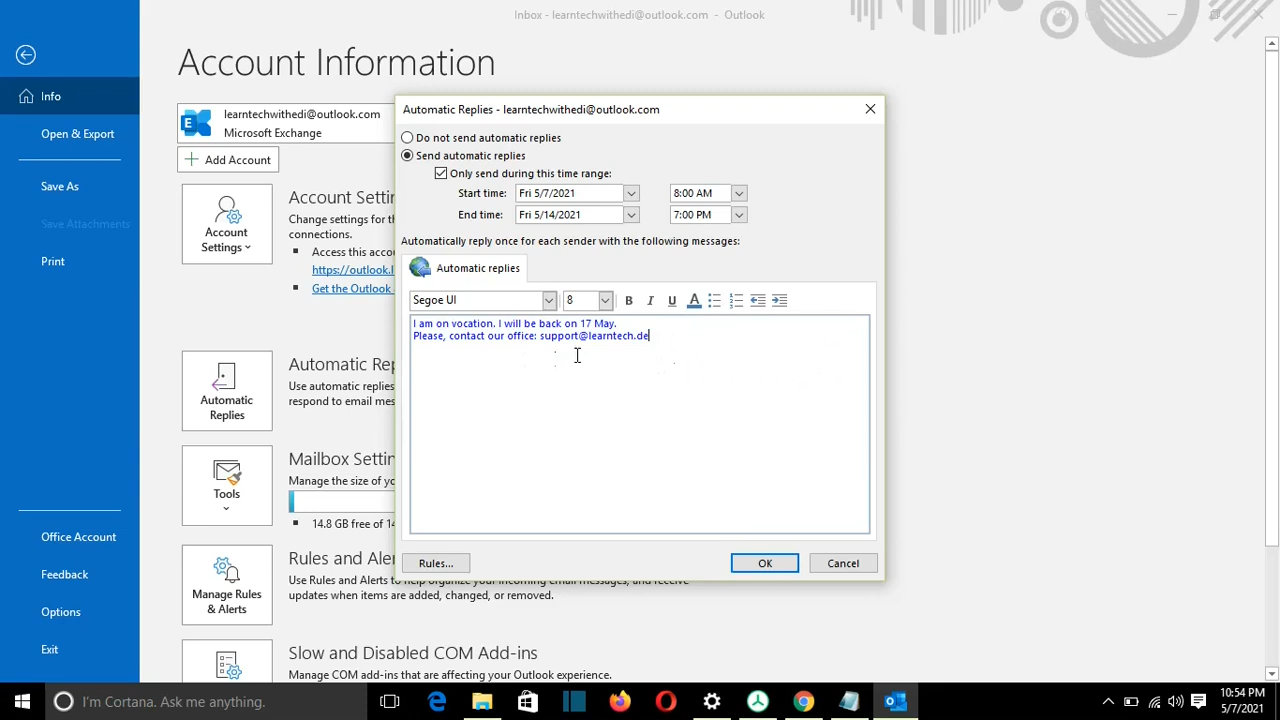 Inbox - learntechwithedi@outlook.com - Outlook
Account Information
Info
Open & Export
Save As
Save Attachments
Print
Office Account
Feedback
Options
Exit
learntechwithedi@outlook.com
Microsoft Exchange
Add Account
Account Settings
Account Setti
Change settings for t
connections.
Access this acco
https://outlook.l
Get the Outlook
Automatic Replies
Automatic Re
Use automatic replies
respond to email mes
Tools
Mailbox Settin
Manage the size of yo
14.8 GB free of 14
Manage Rules & Alerts
Rules and Aler
Use Rules and Alerts to help organize your incoming email messages, and receive
updates when items are added, changed, or removed.
Slow and Disabled COM Add-ins
Manage COM add-ins that are affecting your Outlook experience.
Automatic Replies - learntechwithedi@outlook.com
Do not send automatic replies
Send automatic replies
Only send during this time range:
Start time: Fri 5/7/2021 8:00 AM
End time: Fri 5/14/2021 7:00 PM
Automatically reply once for each sender with the following messages:
Automatic replies
Segoe UI 8 B I U A
I am on vocation. I will be back on 17 May.
Please, contact our office: support@learntech.de
Rules... OK Cancel
I'm Cortana. Ask me anything.
10:54 PM
5/7/2021